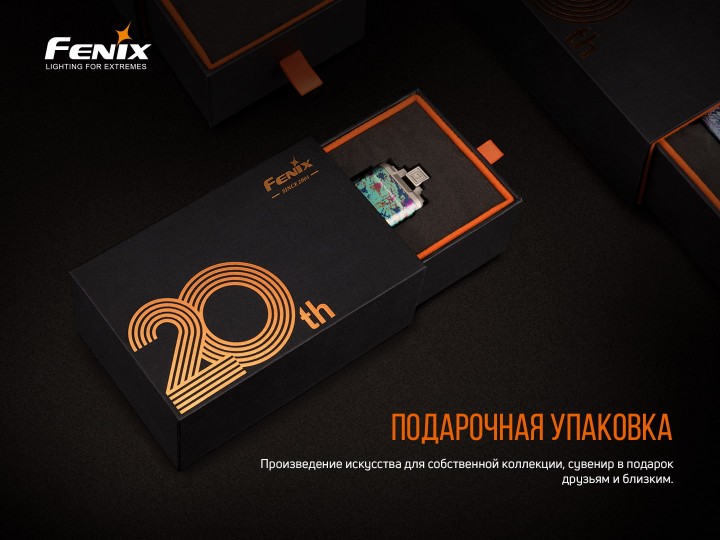 FENIX
LIGHTING FOR EXTREMES
FENIX
SINCE 2001
20th
th
ПОДАРОЧНАЯ УПАКОВКА
Произведение искусства для собственной коллекции, сувенир в подарок
друзьям и близким.